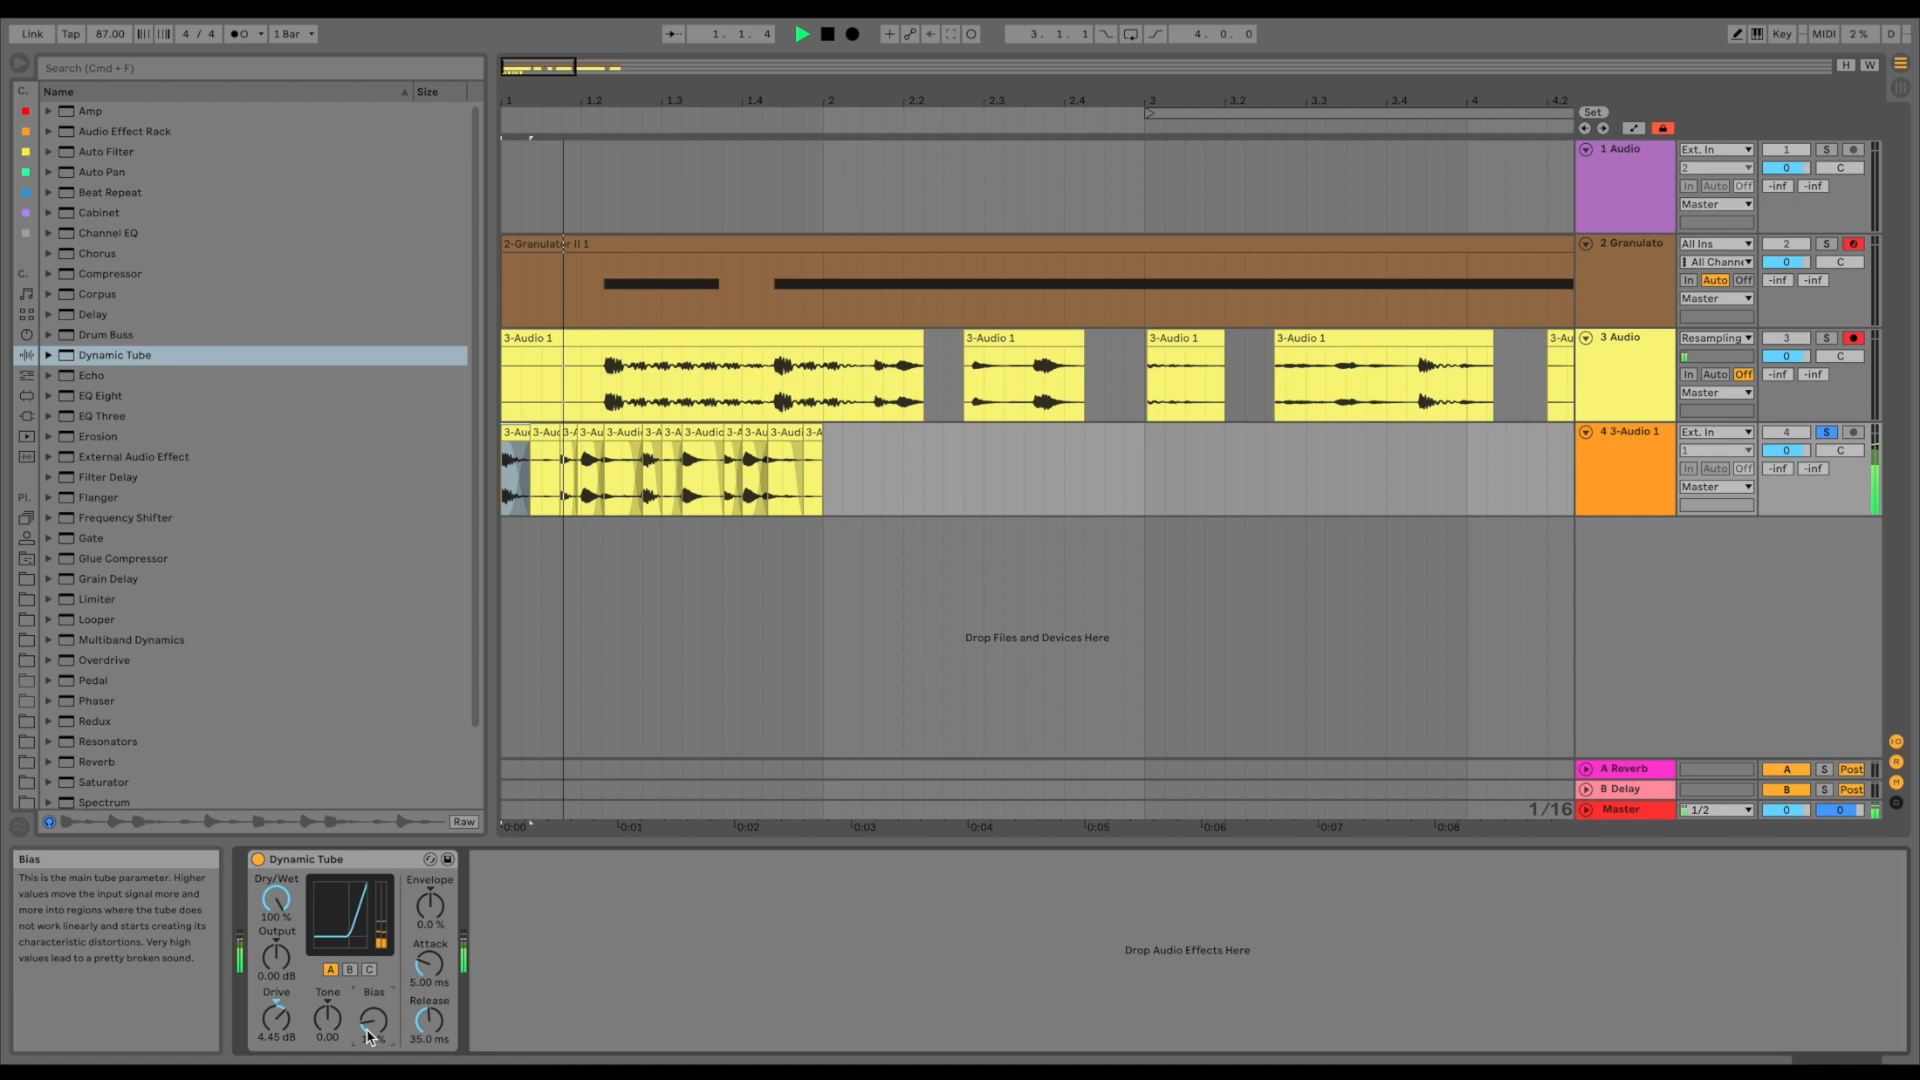 Link Tap 87.00 4 / 4 1 Bar 1. 1. 4 3. 1. 1 4. 0. 0 Key MIDI 2 % D
Search (Cmd + F)
H W
C. Name Size
1 1.2 1.3 1.4 2 2.2 2.3 2.4 3 3.2 3.3 3.4 4 4.2
Set
Amp
Audio Effect Rack
Auto Filter
Auto Pan
Beat Repeat
Cabinet
Channel EQ
Chorus
C.
Compressor
Corpus
Delay
Drum Buss
Dynamic Tube
Echo
EQ Eight
EQ Three
Erosion
External Audio Effect
Filter Delay
Pl.
Flanger
Frequency Shifter
Gate
Glue Compressor
Grain Delay
Limiter
Looper
Multiband Dynamics
Overdrive
Pedal
Phaser
Redux
Resonators
Reverb
Saturator
Spectrum
Raw
1 Audio Ext. In 1 S
2 0 C
In Auto Off -inf -inf
Master
2-Granulator II 1
2 Granulato All Ins 2 S
All Channe 0 C
In Auto Off -inf -inf
Master
3-Audio 1 3-Audio 1 3-Audio 1 3-Audio 1 3-Au
3 Audio Resampling 3 S
0 C
In Auto Off -inf -inf
Master
3-Auc 3-Auc 3-A 3-Au 3-Audic 3-A 3-A 3-Audic 3-A 3-Au 3-Audi 3-A
4 3-Audio 1 Ext. In 4 S
1 0 C
In Auto Off -inf -inf
Master
Drop Files and Devices Here
A Reverb A S Post
B Delay B S Post
1/16 Master 1/2 0 0
0:00 0:01 0:02 0:03 0:04 0:05 0:06 0:07 0:08
I·O
R
M
D
Bias
This is the main tube parameter. Higher
values move the input signal more and
more into regions where the tube does
not work linearly and starts creating its
characteristic distortions. Very high
values lead to a pretty broken sound.
Dynamic Tube
Dry/Wet
100 %
Output
0.00 dB
A B C
Drive Tone Bias
4.45 dB 0.00
Envelope
0.0 %
Attack
5.00 ms
Release
35.0 ms
Drop Audio Effects Here